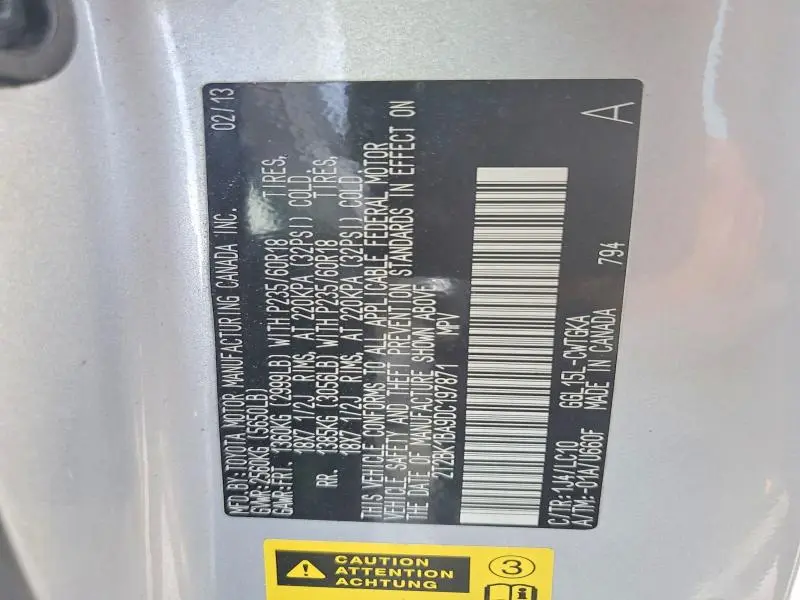 MFD. BY: TOYOTA MOTOR MANUFACTURING CANADA INC. 02/13
GVWR: 2560KG (5650LB)
GAWR: FRT. 1360KG (2999LB) WITH P235/60R18 TIRES,
18X7 1/2J RIMS, AT 220KPA (32PSI) COLD.
RR. 1385KG (3056LB) WITH P235/60R18 TIRES,
18X7 1/2J RIMS, AT 220KPA (32PSI) COLD.
THIS VEHICLE CONFORMS TO ALL APPLICABLE FEDERAL MOTOR
VEHICLE SAFETY AND THEFT PREVENTION STANDARDS IN EFFECT ON
THE DATE OF MANUFACTURE SHOWN ABOVE.
2T2BK1BA9DC197871 MPV
C/TR: 1J4/LC10 GGL15L-CWTGKA
A/TM: -01A/U660F MADE IN CANADA 794 A
CAUTION
ATTENTION
ACHTUNG
3